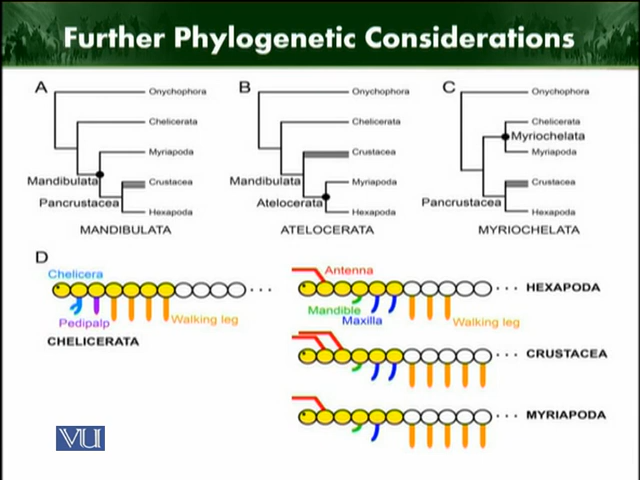 Further Phylogenetic Considerations
A
Onychophora
Chelicerata
Myriapoda
Mandibulata
Crustacea
Pancrustacea
Hexapoda
MANDIBULATA
B
Onychophora
Chelicerata
Crustacea
Mandibulata
Myriapoda
Atelocerata
Hexapoda
ATELOCERATA
C
Onychophora
Chelicerata
Myriochelata
Myriapoda
Crustacea
Pancrustacea
Hexapoda
MYRIOCHELATA
D
Chelicera
Pedipalp
Walking leg
CHELICERATA
Antenna
HEXAPODA
Mandible
Maxilla
Walking leg
CRUSTACEA
MYRIAPODA
VU